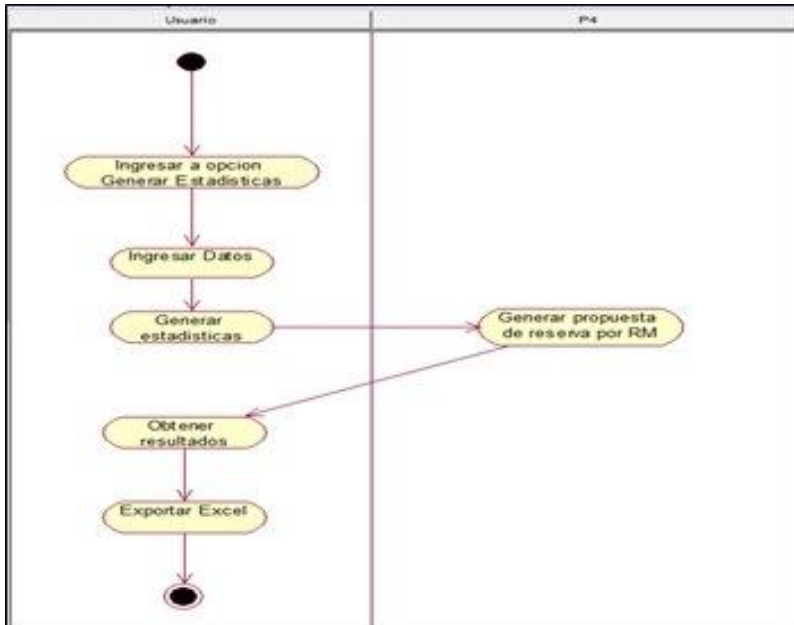 Usuario
P4
Ingresar a opcion
Generar Estadisticas
Ingresar Datos
Generar
estadisticas
Generar propuesta
de reserva por RM
Obtener
resultados
Exportar Excel